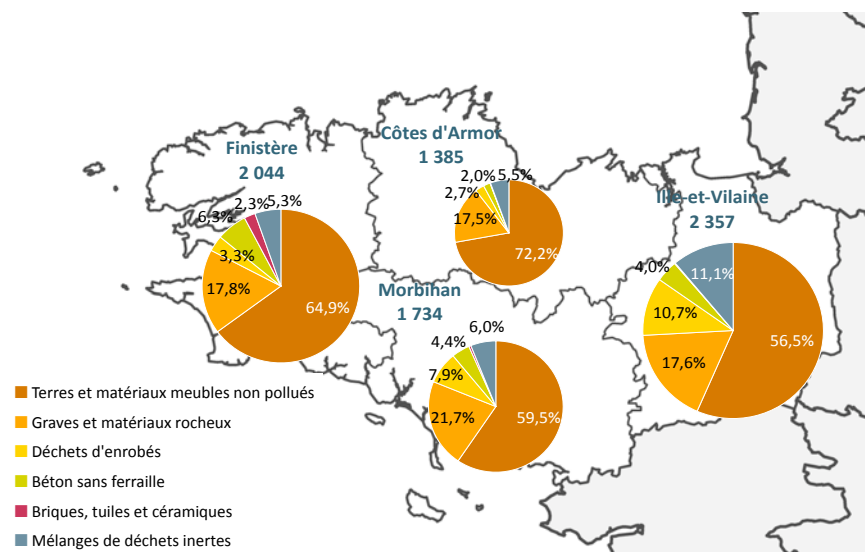 Côtes d'Armor
1 385
Finistère
2 044
Ille-et-Vilaine
2 357
Morbihan
1 734
6,3%
2,3%
5,3%
3,3%
17,8%
64,9%
2,0%
5,5%
2,7%
17,5%
72,2%
4,0%
11,1%
10,7%
17,6%
56,5%
4,4%
6,0%
7,9%
21,7%
59,5%
Terres et matériaux meubles non pollués
Graves et matériaux rocheux
Déchets d'enrobés
Béton sans ferraille
Briques, tuiles et céramiques
Mélanges de déchets inertes